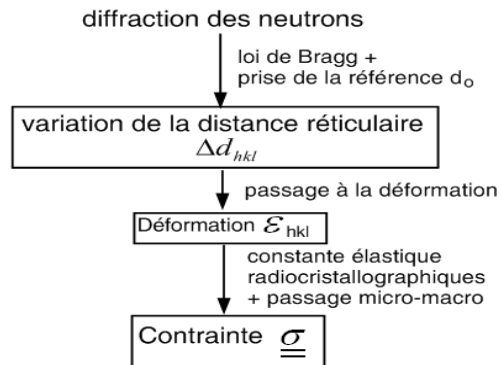 diffraction des neutrons
loi de Bragg +
prise de la référence d₀
variation de la distance réticulaire
Δd_hkl
passage à la déformation
Déformation ε_hkl
constante élastique
radiocristallographiques
+ passage micro-macro
Contrainte σ